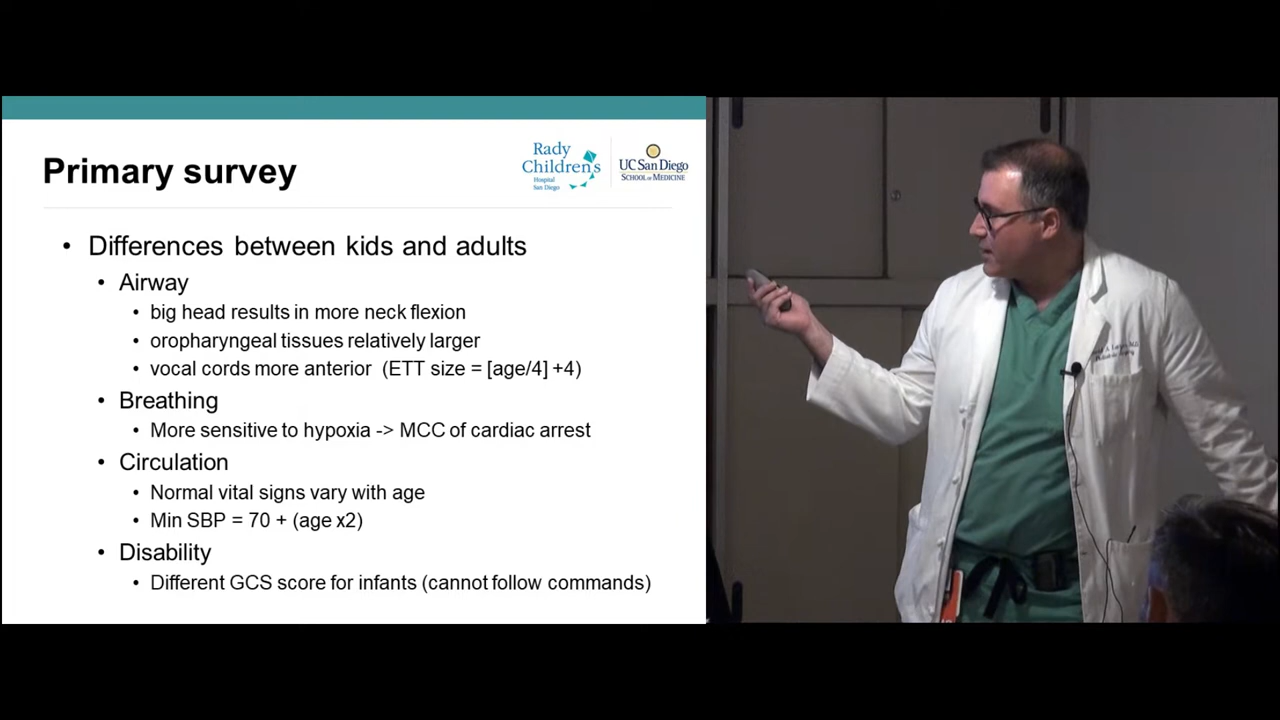 Primary survey
Rady
Children's
Hospital
San Diego
UC San Diego
SCHOOL OF MEDICINE
• Differences between kids and adults
• Airway
• big head results in more neck flexion
• oropharyngeal tissues relatively larger
• vocal cords more anterior (ETT size = [age/4] +4)
• Breathing
• More sensitive to hypoxia -> MCC of cardiac arrest
• Circulation
• Normal vital signs vary with age
• Min SBP = 70 + (age x2)
• Disability
• Different GCS score for infants (cannot follow commands)